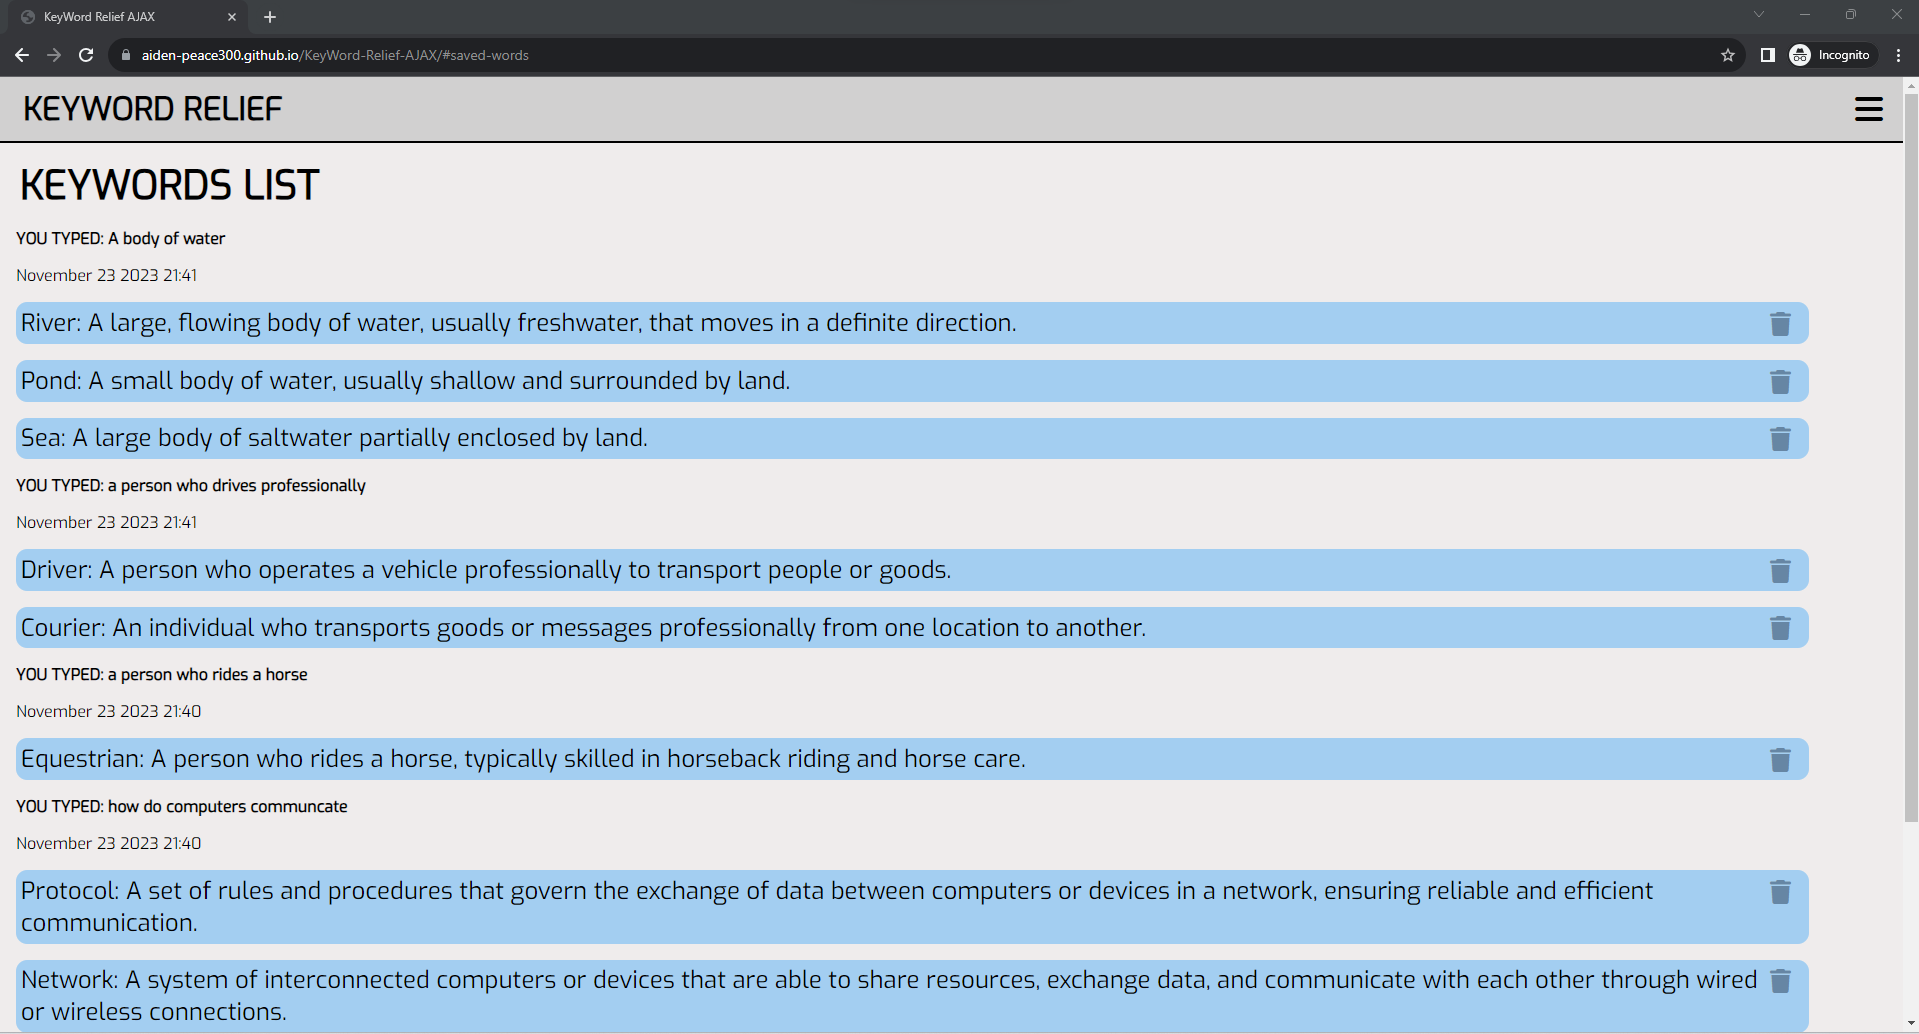 KeyWord Relief AJAX
aiden-peace300.github.io/KeyWord-Relief-AJAX/#saved-words
Incognito
KEYWORD RELIEF
KEYWORDS LIST
YOU TYPED: A body of water
November 23 2023 21:41
River: A large, flowing body of water, usually freshwater, that moves in a definite direction.
Pond: A small body of water, usually shallow and surrounded by land.
Sea: A large body of saltwater partially enclosed by land.
YOU TYPED: a person who drives professionally
November 23 2023 21:41
Driver: A person who operates a vehicle professionally to transport people or goods.
Courier: An individual who transports goods or messages professionally from one location to another.
YOU TYPED: a person who rides a horse
November 23 2023 21:40
Equestrian: A person who rides a horse, typically skilled in horseback riding and horse care.
YOU TYPED: how do computers communcate
November 23 2023 21:40
Protocol: A set of rules and procedures that govern the exchange of data between computers or devices in a network, ensuring reliable and efficient
communication.
Network: A system of interconnected computers or devices that are able to share resources, exchange data, and communicate with each other through wired
or wireless connections.